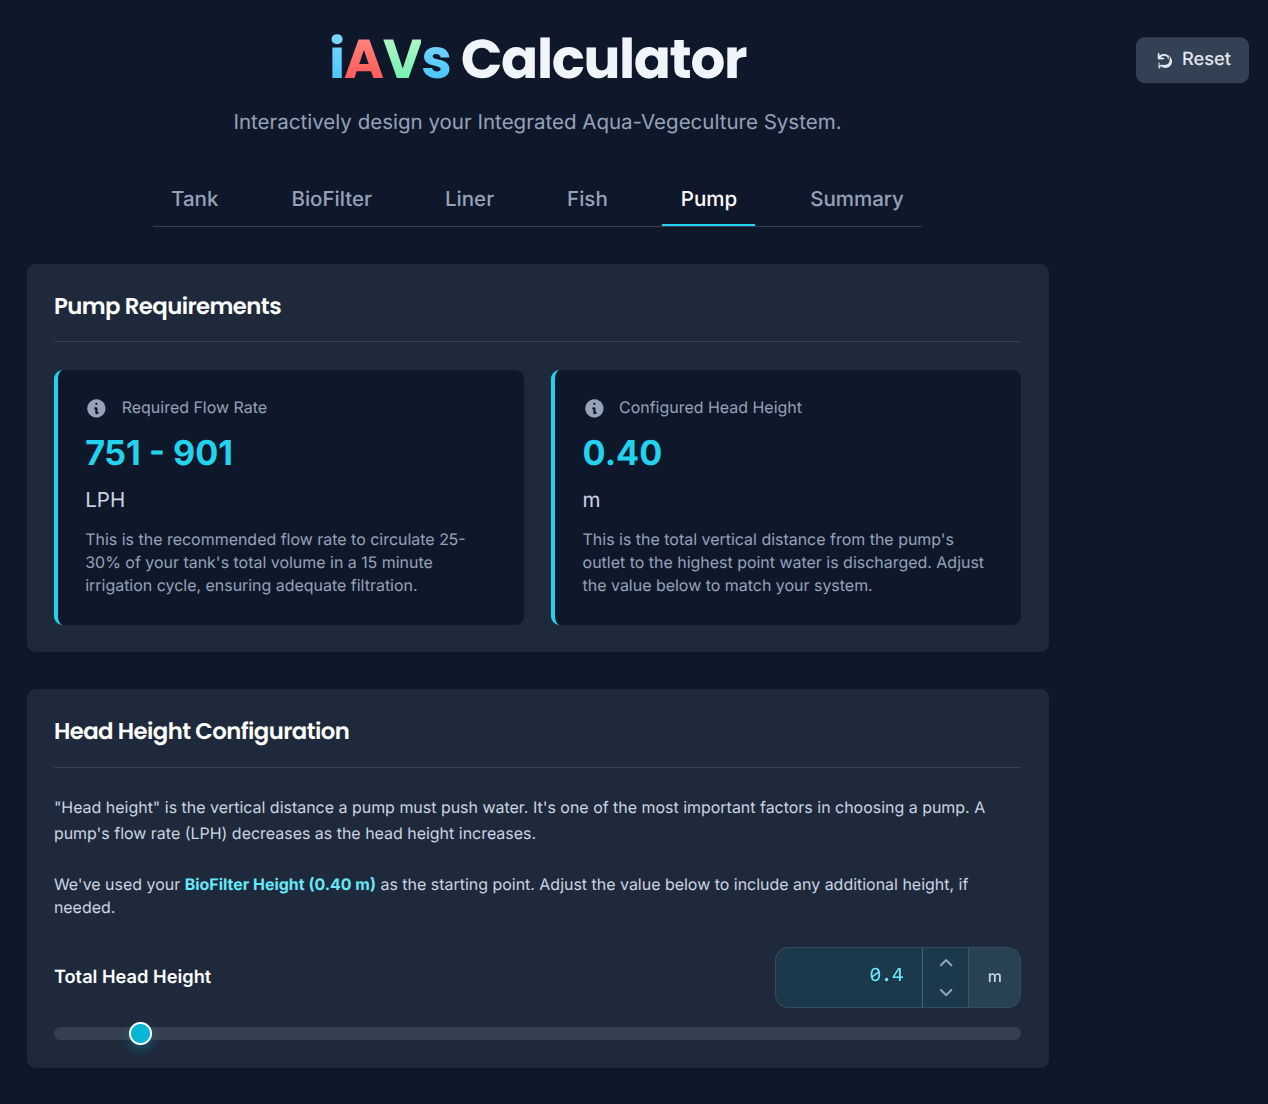 iAVs Calculator
Reset
Interactively design your Integrated Aqua-Vegeculture System.
Tank
BioFilter
Liner
Fish
Pump
Summary
Pump Requirements
Required Flow Rate
751 - 901
LPH
This is the recommended flow rate to circulate 25-
30% of your tank's total volume in a 15 minute
irrigation cycle, ensuring adequate filtration.
Configured Head Height
0.40
m
This is the total vertical distance from the pump's
outlet to the highest point water is discharged. Adjust
the value below to match your system.
Head Height Configuration
"Head height" is the vertical distance a pump must push water. It's one of the most important factors in choosing a pump. A
pump's flow rate (LPH) decreases as the head height increases.
We've used your BioFilter Height (0.40 m) as the starting point. Adjust the value below to include any additional height, if
needed.
Total Head Height
0.4
m